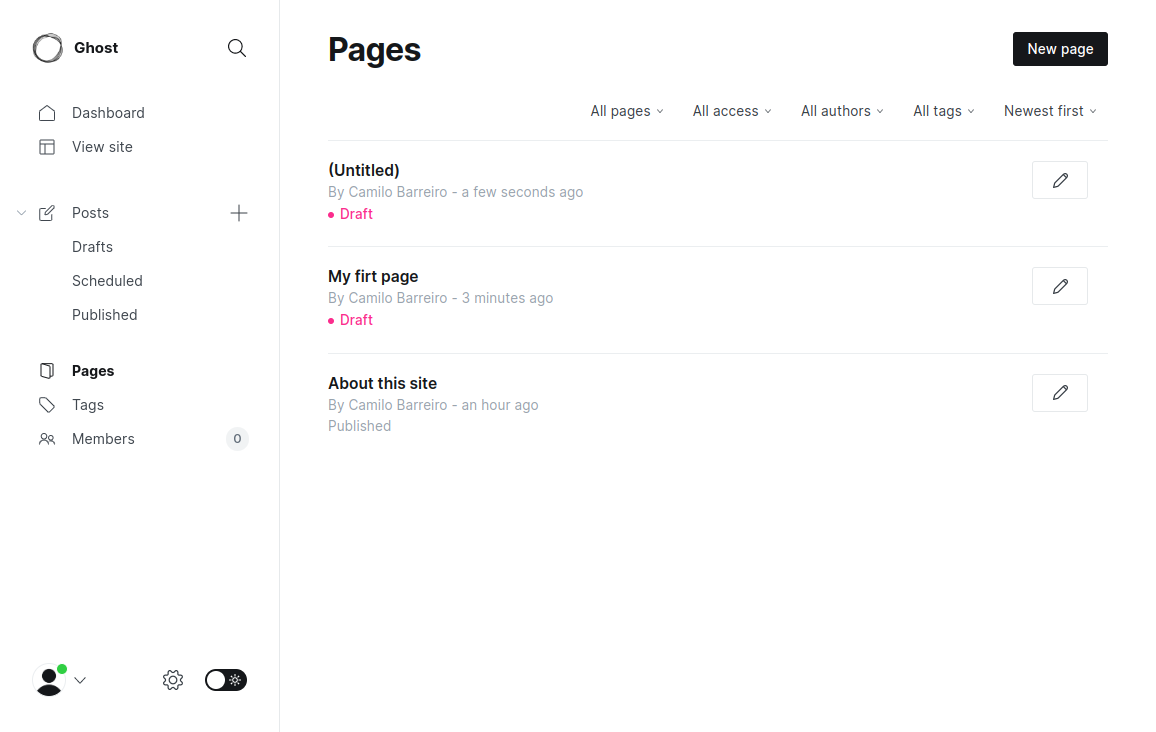 Ghost
Dashboard
View site
Posts
Drafts
Scheduled
Published
Pages
Tags
Members
0
Pages
New page
All pages
All access
All authors
All tags
Newest first
(Untitled)
By Camilo Barreiro - a few seconds ago
Draft
My firt page
By Camilo Barreiro - 3 minutes ago
Draft
About this site
By Camilo Barreiro - an hour ago
Published